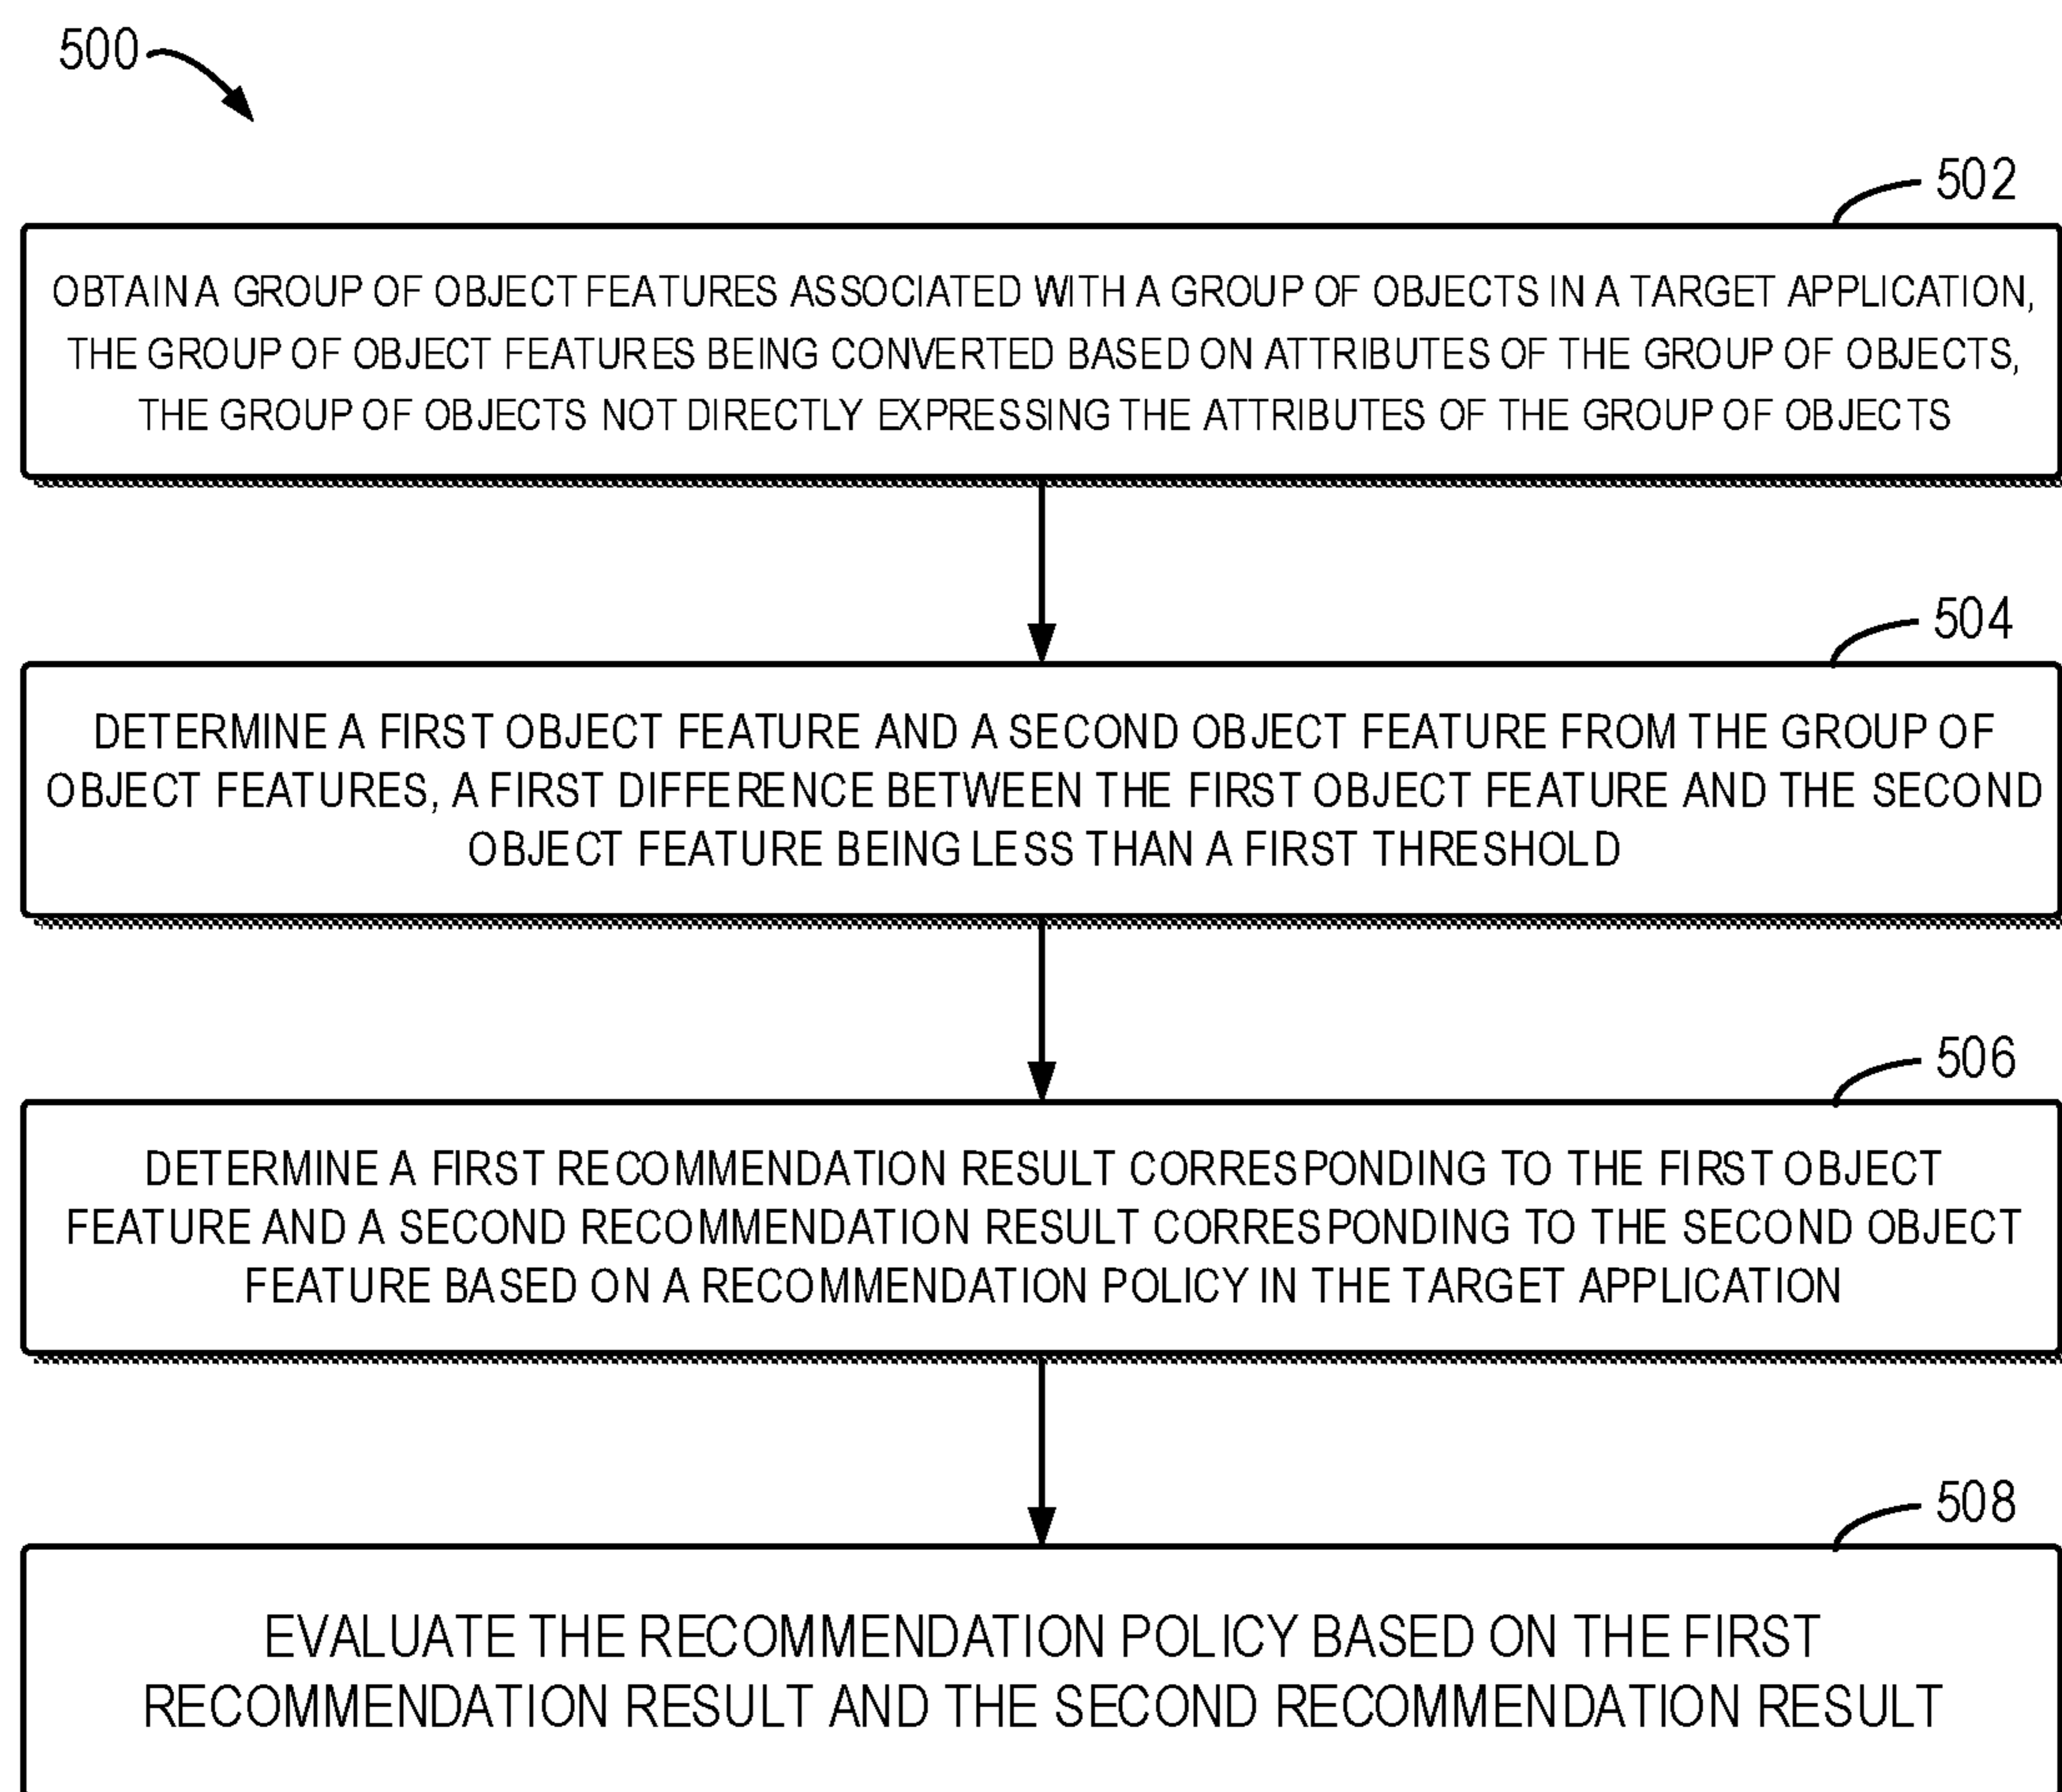 500
502
OBTAIN A GROUP OF OBJECT FEATURES ASSOCIATED WITH A GROUP OF OBJECTS IN A TARGET APPLICATION,
THE GROUP OF OBJECT FEATURES BEING CONVERTED BASED ON ATTRIBUTES OF THE GROUP OF OBJECTS,
THE GROUP OF OBJECTS NOT DIRECTLY EXPRESSING THE ATTRIBUTES OF THE GROUP OF OBJECTS
504
DETERMINE A FIRST OBJECT FEATURE AND A SECOND OBJECT FEATURE FROM THE GROUP OF
OBJECT FEATURES, A FIRST DIFFERENCE BETWEEN THE FIRST OBJECT FEATURE AND THE SECOND
OBJECT FEATURE BEING LESS THAN A FIRST THRESHOLD
506
DETERMINE A FIRST RECOMMENDATION RESULT CORRESPONDING TO THE FIRST OBJECT
FEATURE AND A SECOND RECOMMENDATION RESULT CORRESPONDING TO THE SECOND OBJECT
FEATURE BASED ON A RECOMMENDATION POLICY IN THE TARGET APPLICATION
508
EVALUATE THE RECOMMENDATION POLICY BASED ON THE FIRST
RECOMMENDATION RESULT AND THE SECOND RECOMMENDATION RESULT